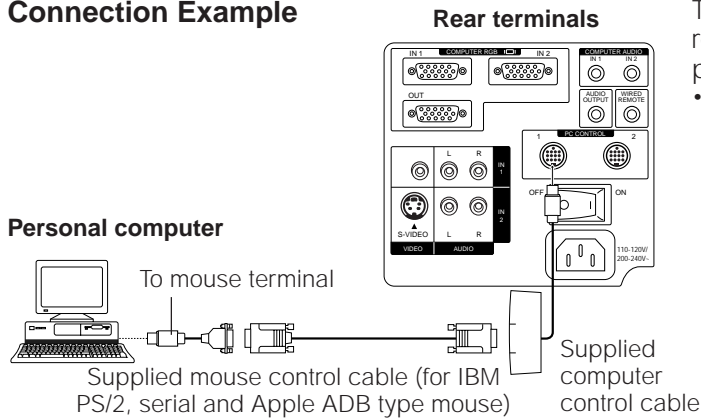 Connection Example
Rear terminals
IN 1 COMPUTER RGB IN 2
COMPUTER AUDIO
IN 1 IN 2
OUT
AUDIO OUTPUT
WIRED REMOTE
PC CONTROL
1 2
L R
IN 1
OFF ON
IN 2
S-VIDEO L R
VIDEO AUDIO
110-120V/
200-240V~
Personal computer
To mouse terminal
Supplied mouse control cable (for IBM
PS/2, serial and Apple ADB type mouse)
Supplied
computer
control cable